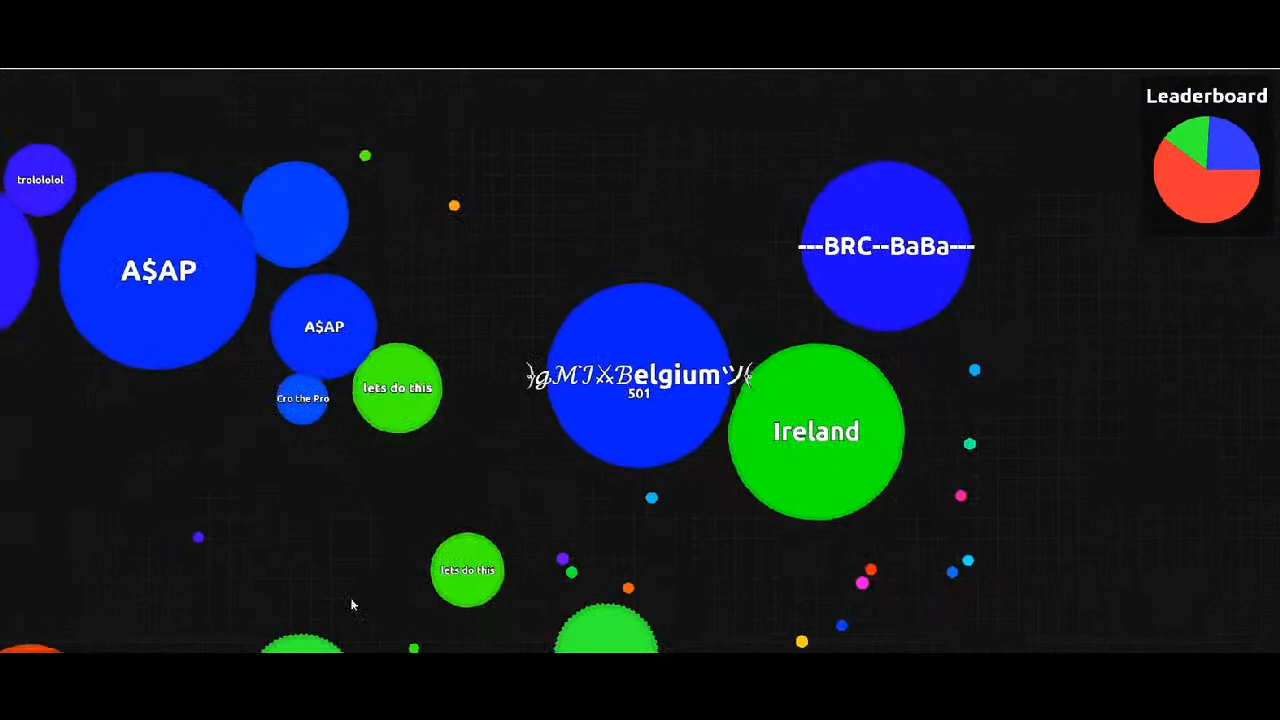 Leaderboard
trolololol
---BRC--BaBa---
A$AP
A$AP
⦄ℊℳℐ⚔ℬelgiumツ⦃
501
lets do this
Cro the Pro
Ireland
lets do this